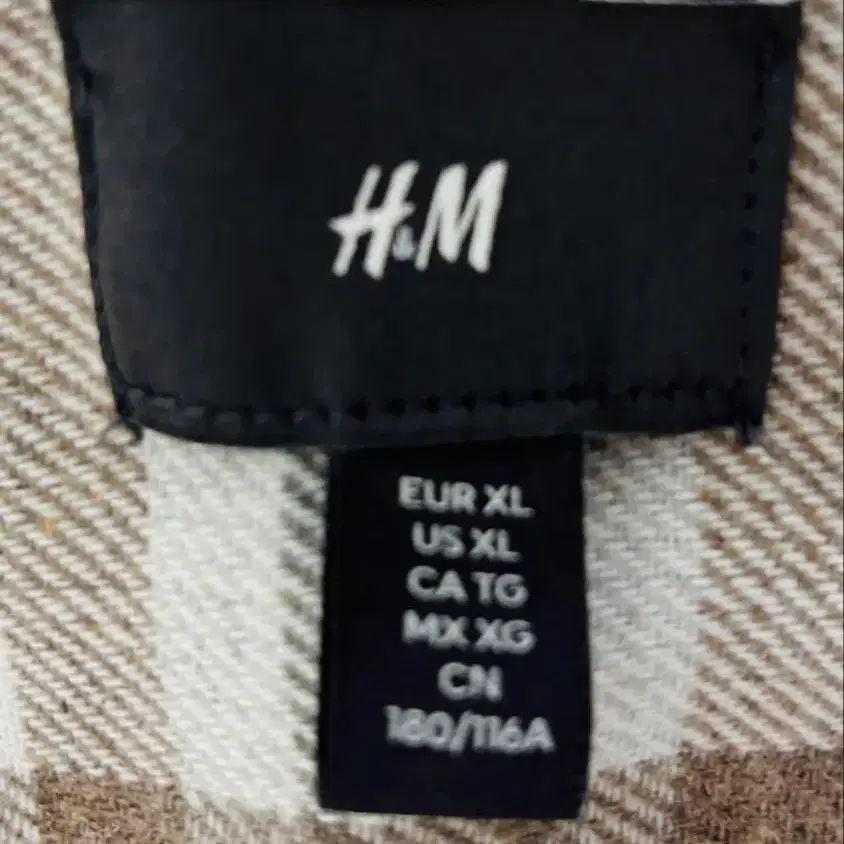 H&M
EUR XL
US XL
CA TG
MX XG
CN
180/116A